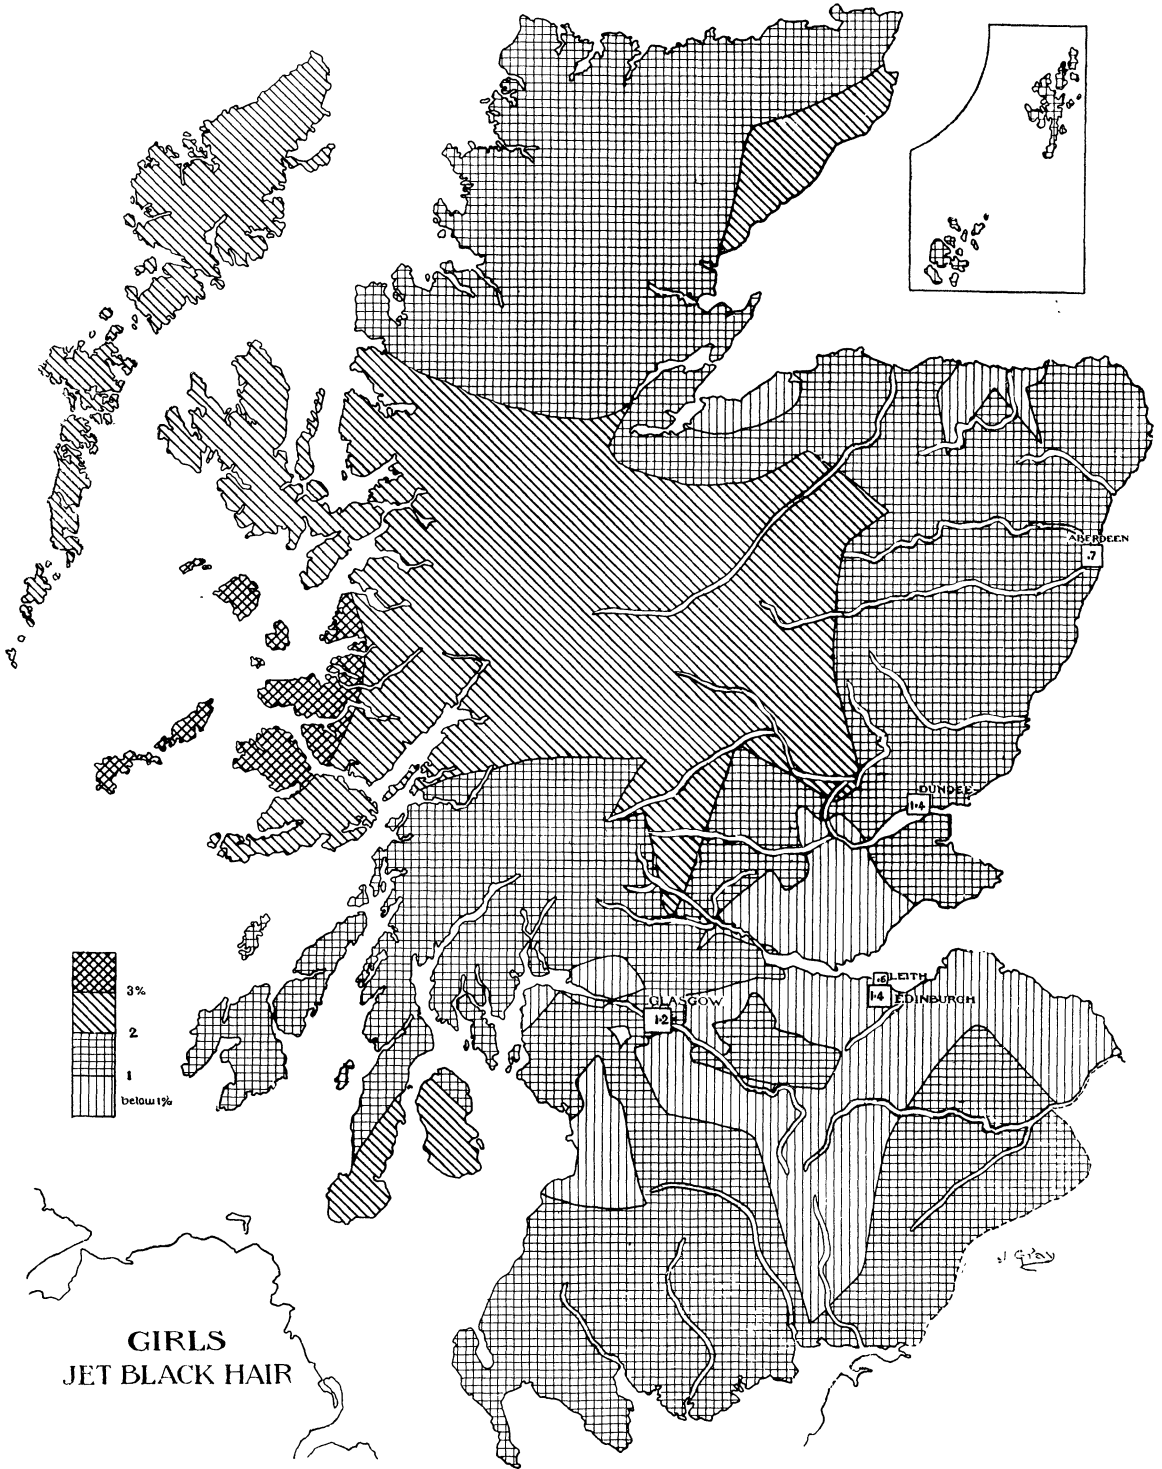 ABERDEEN
.7
DUNDEE
1·4
.6 LEITH
1·4 EDINBURGH
GLASGOW
1·2
3%
2
1
below 1%
J Gray
GIRLS
JET BLACK HAIR